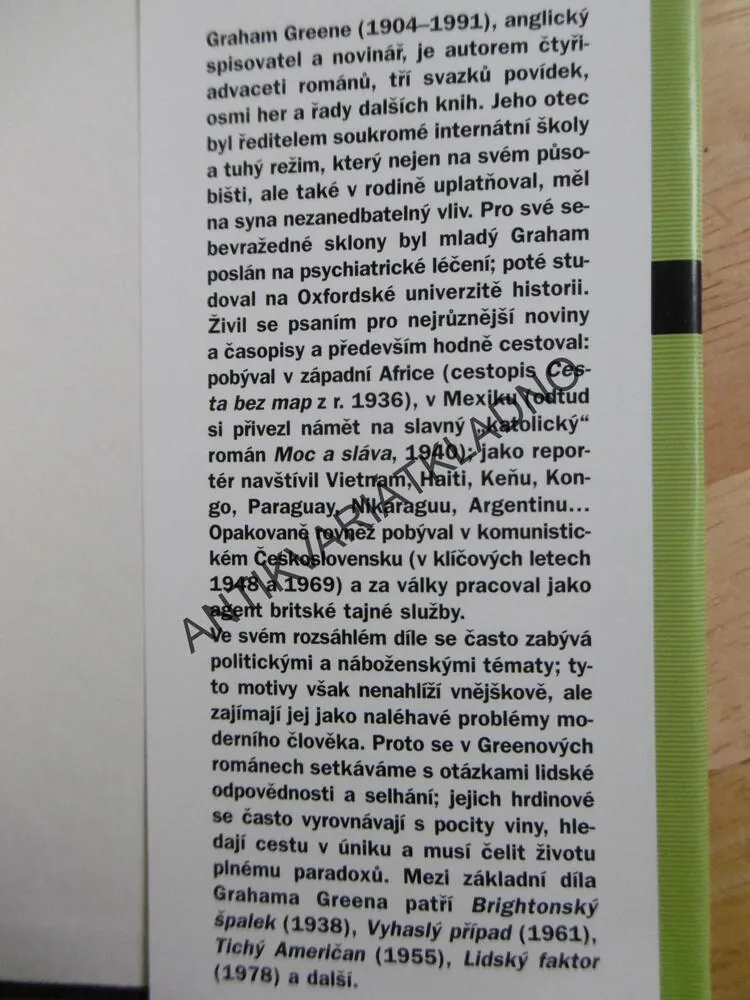 Graham Greene (1904–1991), anglický
spisovatel a novinář, je autorem čtyři-
advaceti románů, tří svazků povídek,
osmi her a řady dalších knih. Jeho otec
byl ředitelem soukromé internátní školy
a tuhý režim, který nejen na svém půso-
bišti, ale také v rodině uplatňoval, měl
na syna nezanedbatelný vliv. Pro své se-
bevražedné sklony byl mladý Graham
poslán na psychiatrické léčení; poté stu-
doval na Oxfordské univerzitě historii.
Živil se psaním pro nejrůznější noviny
a časopisy a především hodně cestoval:
pobýval v západní Africe (cestopis Ces-
ta bez map z r. 1936), v Mexiku (odtud
si přivezl námět na slavný „katolický“
román Moc a sláva, 1940); jako repor-
tér navštívil Vietnam, Haiti, Keňu, Kon-
go, Paraguay, Nikaraguu, Argentinu...
Opakovaně rovněž pobýval v komunistic-
kém Československu (v klíčových letech
1948 a 1969) a za války pracoval jako
agent britské tajné služby.
Ve svém rozsáhlém díle se často zabývá
politickými a náboženskými tématy; ty-
to motivy však nenahlíží vnějškově, ale
zajímají jej jako naléhavé problémy mo-
derního člověka. Proto se v Greenových
románech setkáváme s otázkami lidské
odpovědnosti a selhání; jejich hrdinové
se často vyrovnávají s pocity viny, hle-
dají cestu v úniku a musí čelit životu
plnému paradoxů. Mezi základní díla
Grahama Greena patří Brightonský
špalek (1938), Vyhaslý případ (1961),
Tichý Američan (1955), Lidský faktor
(1978) a další.
ANTIKVARIATKLADNO